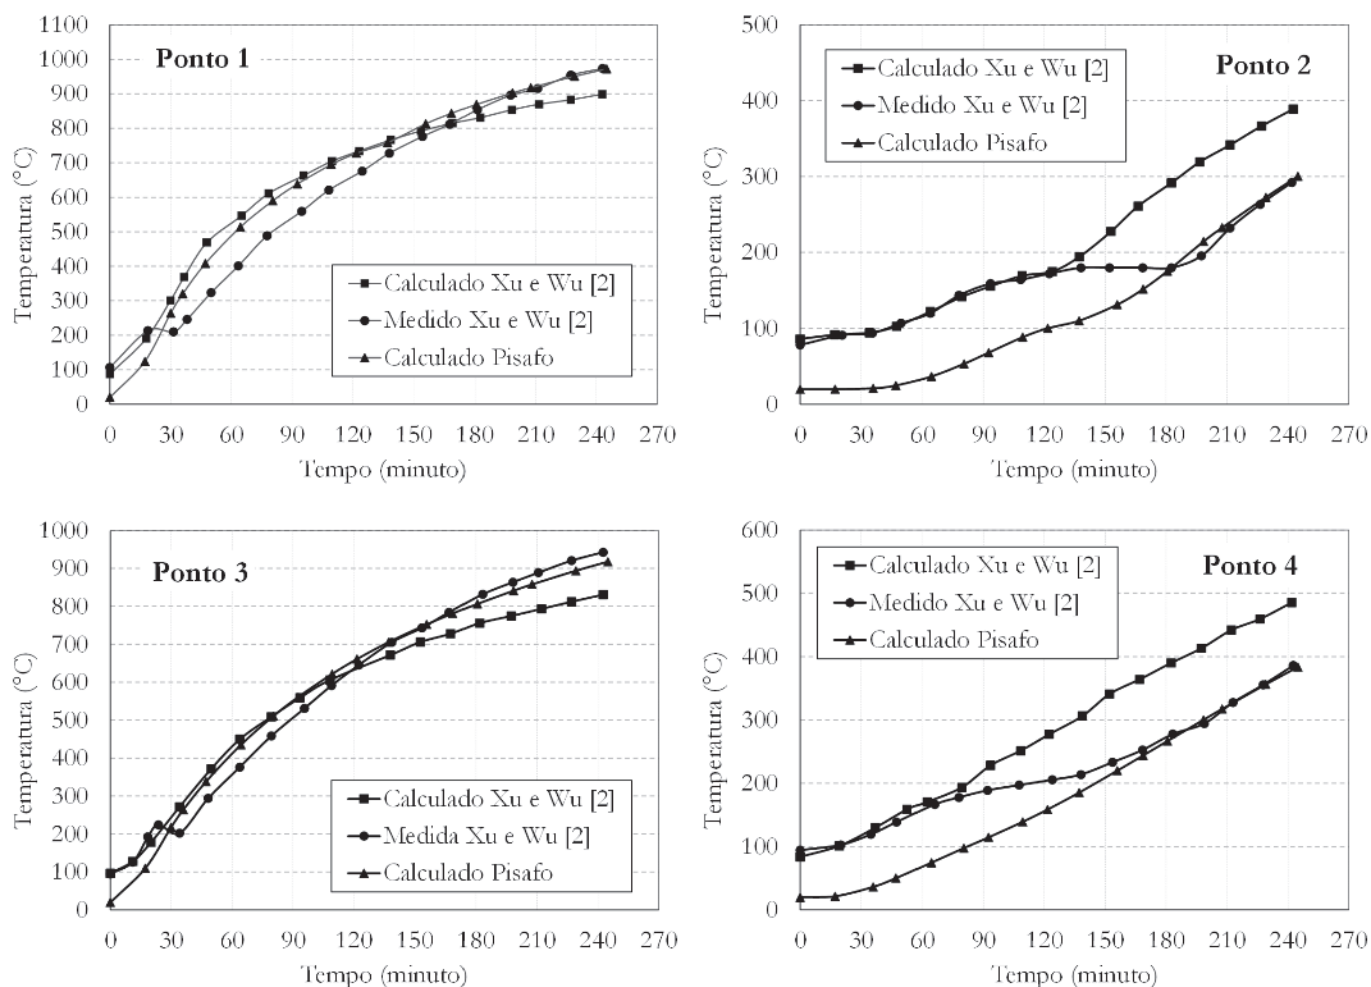 1100
1000
900
800
700
600
500
400
300
200
100
0
Temperatura (°C)
Ponto 1
Calculado Xu e Wu [2]
Medido Xu e Wu [2]
Calculado Pisafo
0 30 60 90 120 150 180 210 240 270
Tempo (minuto)
500
400
300
200
100
0
Temperatura (°C)
Calculado Xu e Wu [2]
Medido Xu e Wu [2]
Calculado Pisafo
Ponto 2
0 30 60 90 120 150 180 210 240 270
Tempo (minuto)
1000
900
800
700
600
500
400
300
200
100
0
Temperatura (°C)
Ponto 3
Calculado Xu e Wu [2]
Medida Xu e Wu [2]
Calculado Pisafo
0 30 60 90 120 150 180 210 240 270
Tempo (minuto)
600
500
400
300
200
100
0
Temperatura (°C)
Calculado Xu e Wu [2]
Medido Xu e Wu [2]
Calculado Pisafo
Ponto 4
0 30 60 90 120 150 180 210 240 270
Tempo (minuto)